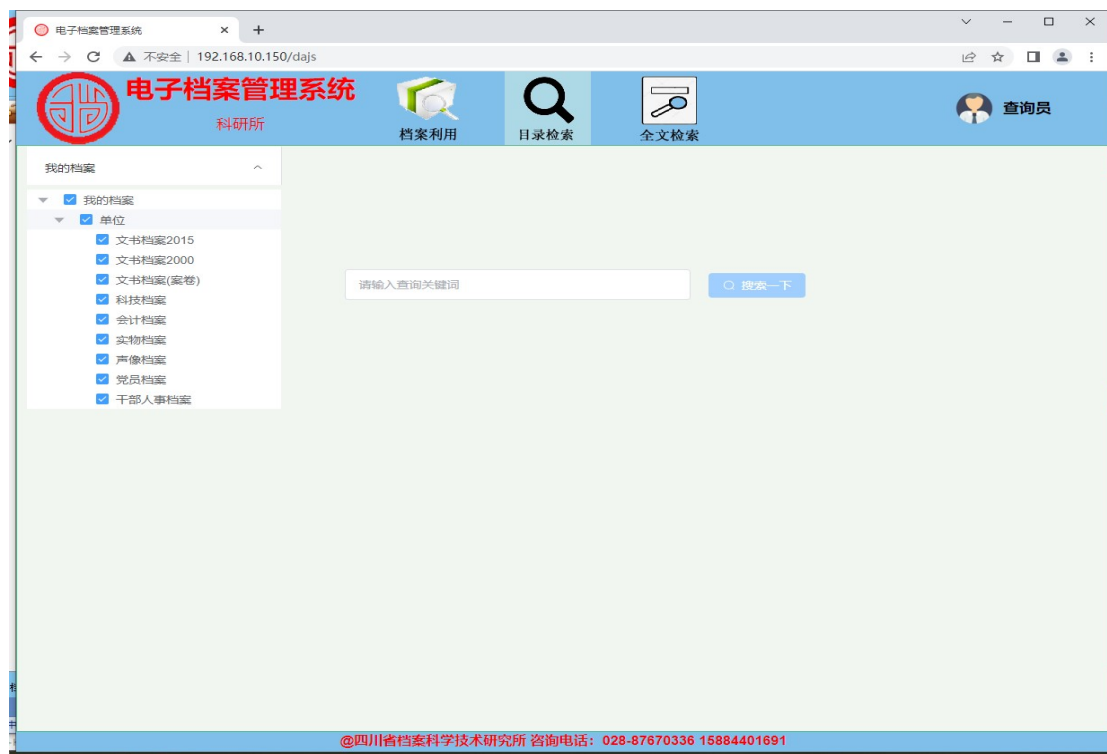 电子档案管理系统
不安全 | 192.168.10.150/dajs
电子档案管理系统
科研所
档案利用
目录检索
全文检索
查询员
我的档案
我的档案
单位
文书档案2015
文书档案2000
文书档案(案卷)
科技档案
会计档案
实物档案
声像档案
党员档案
干部人事档案
请输入查询关键词
搜索一下
@四川省档案科学技术研究所 咨询电话：028-87670336 15884401691